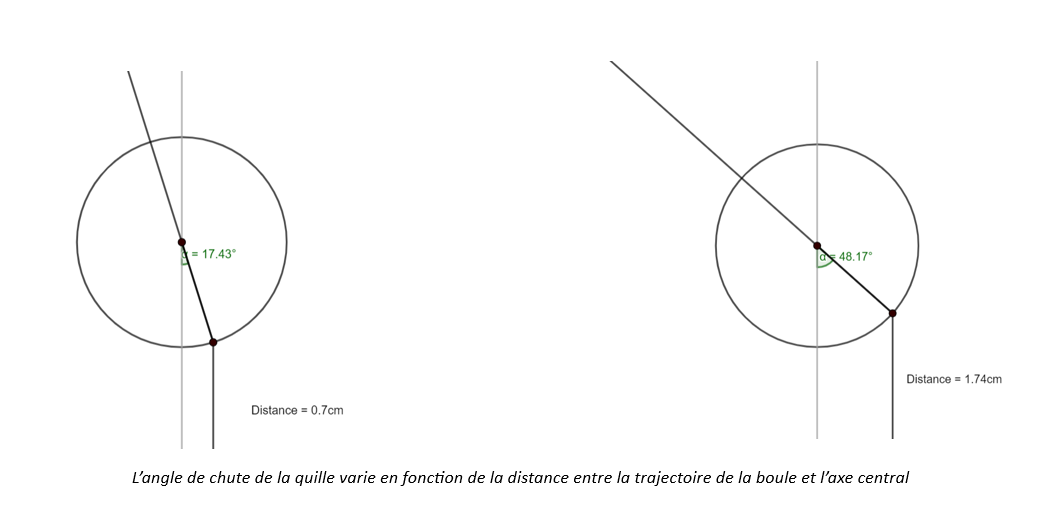 α = 17.43°
α = 48.17°
Distance = 1.74cm
Distance = 0.7cm
L’angle de chute de la quille varie en fonction de la distance entre la trajectoire de la boule et l’axe central